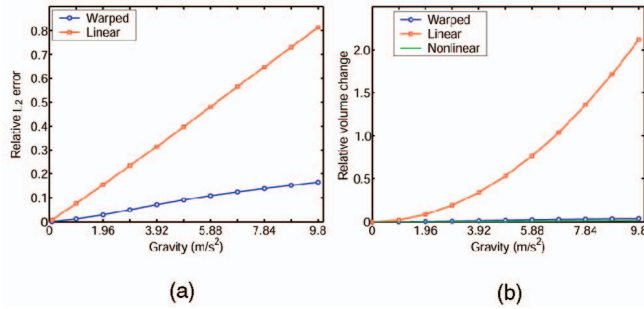 Warped
Linear
0.8
0.7
0.6
0.5
0.4
0.3
0.2
0.1
0
Relative L2 error
0 1.96 3.92 5.88 7.84 9.8
Gravity (m/s²)
(a)
Warped
Linear
Nonlinear
2.0
1.5
1.0
0.5
0
Relative volume change
0 1.96 3.92 5.88 7.84 9.8
Gravity (m/s²)
(b)